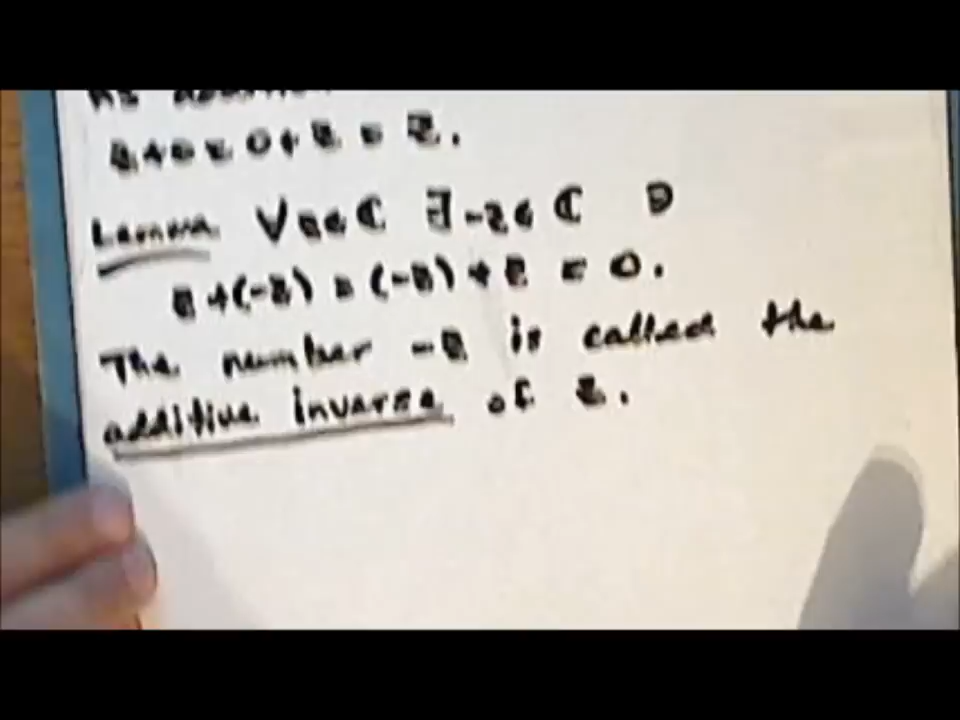 z + 0 = 0 + z = z.
Lemma ∀ z ∈ ℂ ∃ -z ∈ ℂ ∋
z + (-z) = (-z) + z = 0.
The number -z is called the
additive inverse of z.